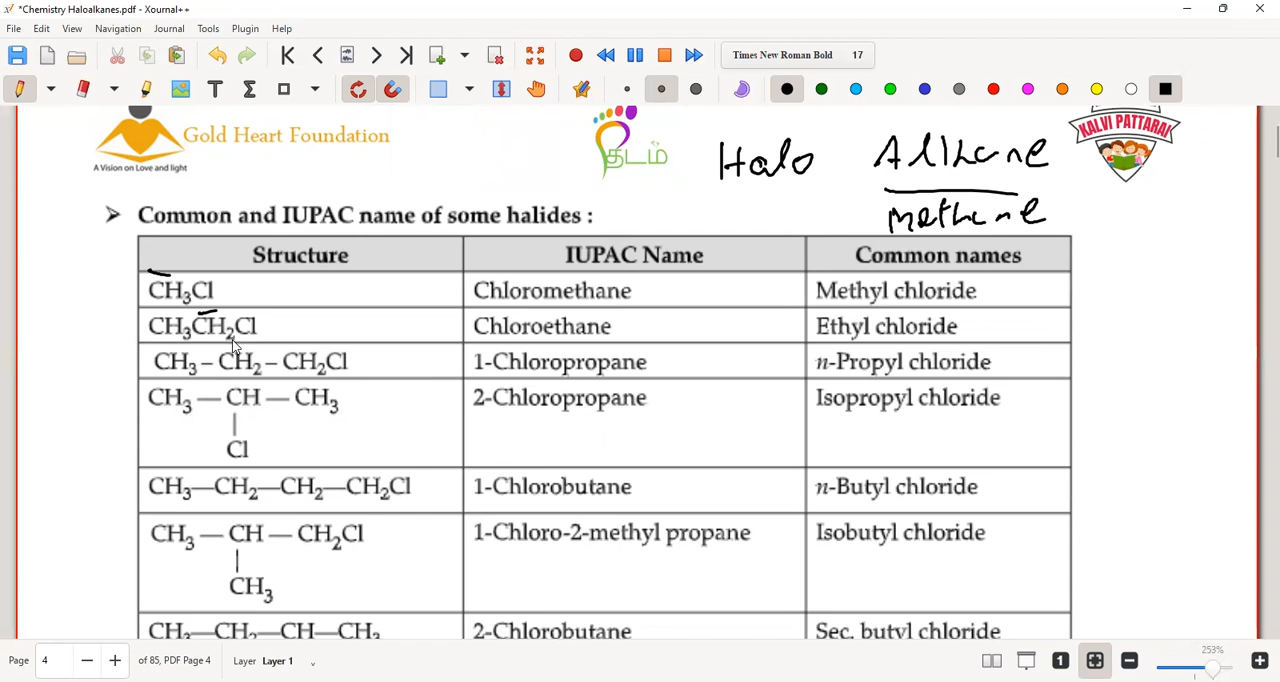 *Chemistry Haloalkanes.pdf - Xournal++
File Edit View Navigation Journal Tools Plugin Help
Times New Roman Bold 17
Gold Heart Foundation
A Vision on Love and light
தடம்
Halo Alkane
methane
KALVI PATTARAI
➢ Common and IUPAC name of some halides :
Structure IUPAC Name Common names
CH₃Cl Chloromethane Methyl chloride
CH₃CH₂Cl Chloroethane Ethyl chloride
CH₃ – CH₂ – CH₂Cl 1-Chloropropane n-Propyl chloride
CH₃ — CH — CH₃ 2-Chloropropane Isopropyl chloride
|
Cl
CH₃—CH₂—CH₂—CH₂Cl 1-Chlorobutane n-Butyl chloride
CH₃ — CH — CH₂Cl 1-Chloro-2-methyl propane Isobutyl chloride
|
CH₃
CH₃—CH₂—CH—CH₃ 2-Chlorobutane Sec. butyl chloride
Page 4 of 85, PDF Page 4 Layer Layer 1 253%